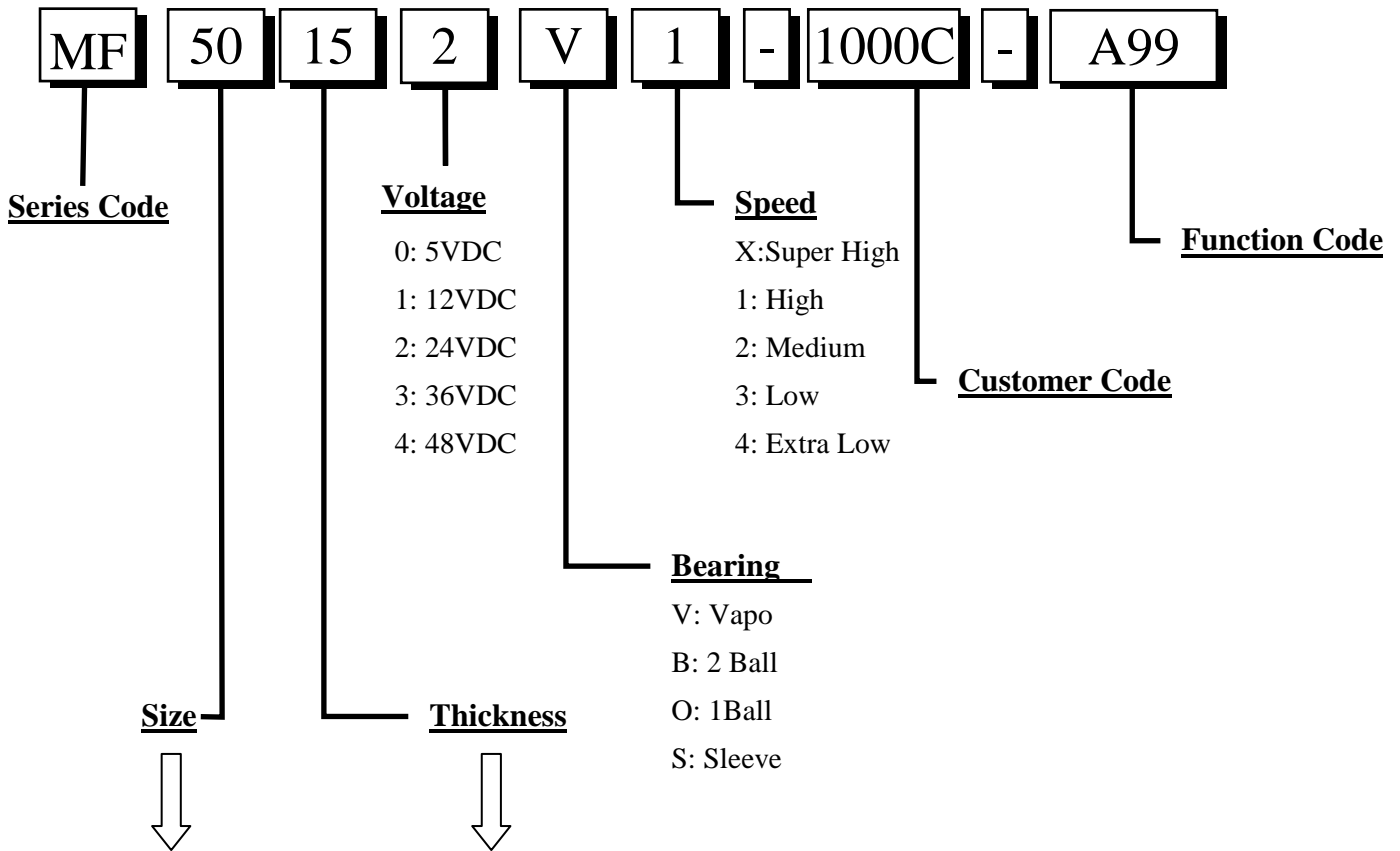 MF 50 15 2 V 1 - 1000C - A99
Series Code
Voltage
0: 5VDC
1: 12VDC
2: 24VDC
3: 36VDC
4: 48VDC
Speed
X:Super High
1: High
2: Medium
3: Low
4: Extra Low
Function Code
Customer Code
Bearing
V: Vapo
B: 2 Ball
O: 1Ball
S: Sleeve
Size
Thickness